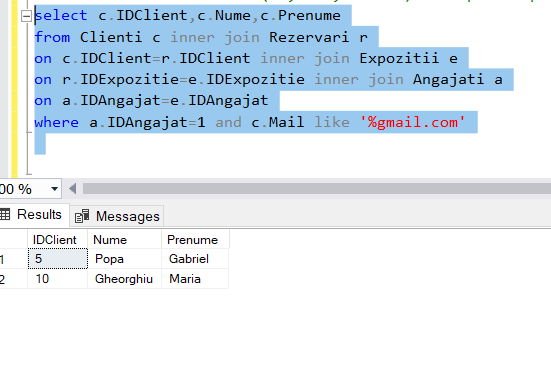 select c.IDClient,c.Nume,c.Prenume
from Clienti c inner join Rezervari r
on c.IDClient=r.IDClient inner join Expozitii e
on r.IDExpozitie=e.IDExpozitie inner join Angajati a
on a.IDAngajat=e.IDAngajat
where a.IDAngajat=1 and c.Mail like '%gmail.com'
00 %
Results Messages
IDClient Nume Prenume
1 5 Popa Gabriel
2 10 Gheorghiu Maria